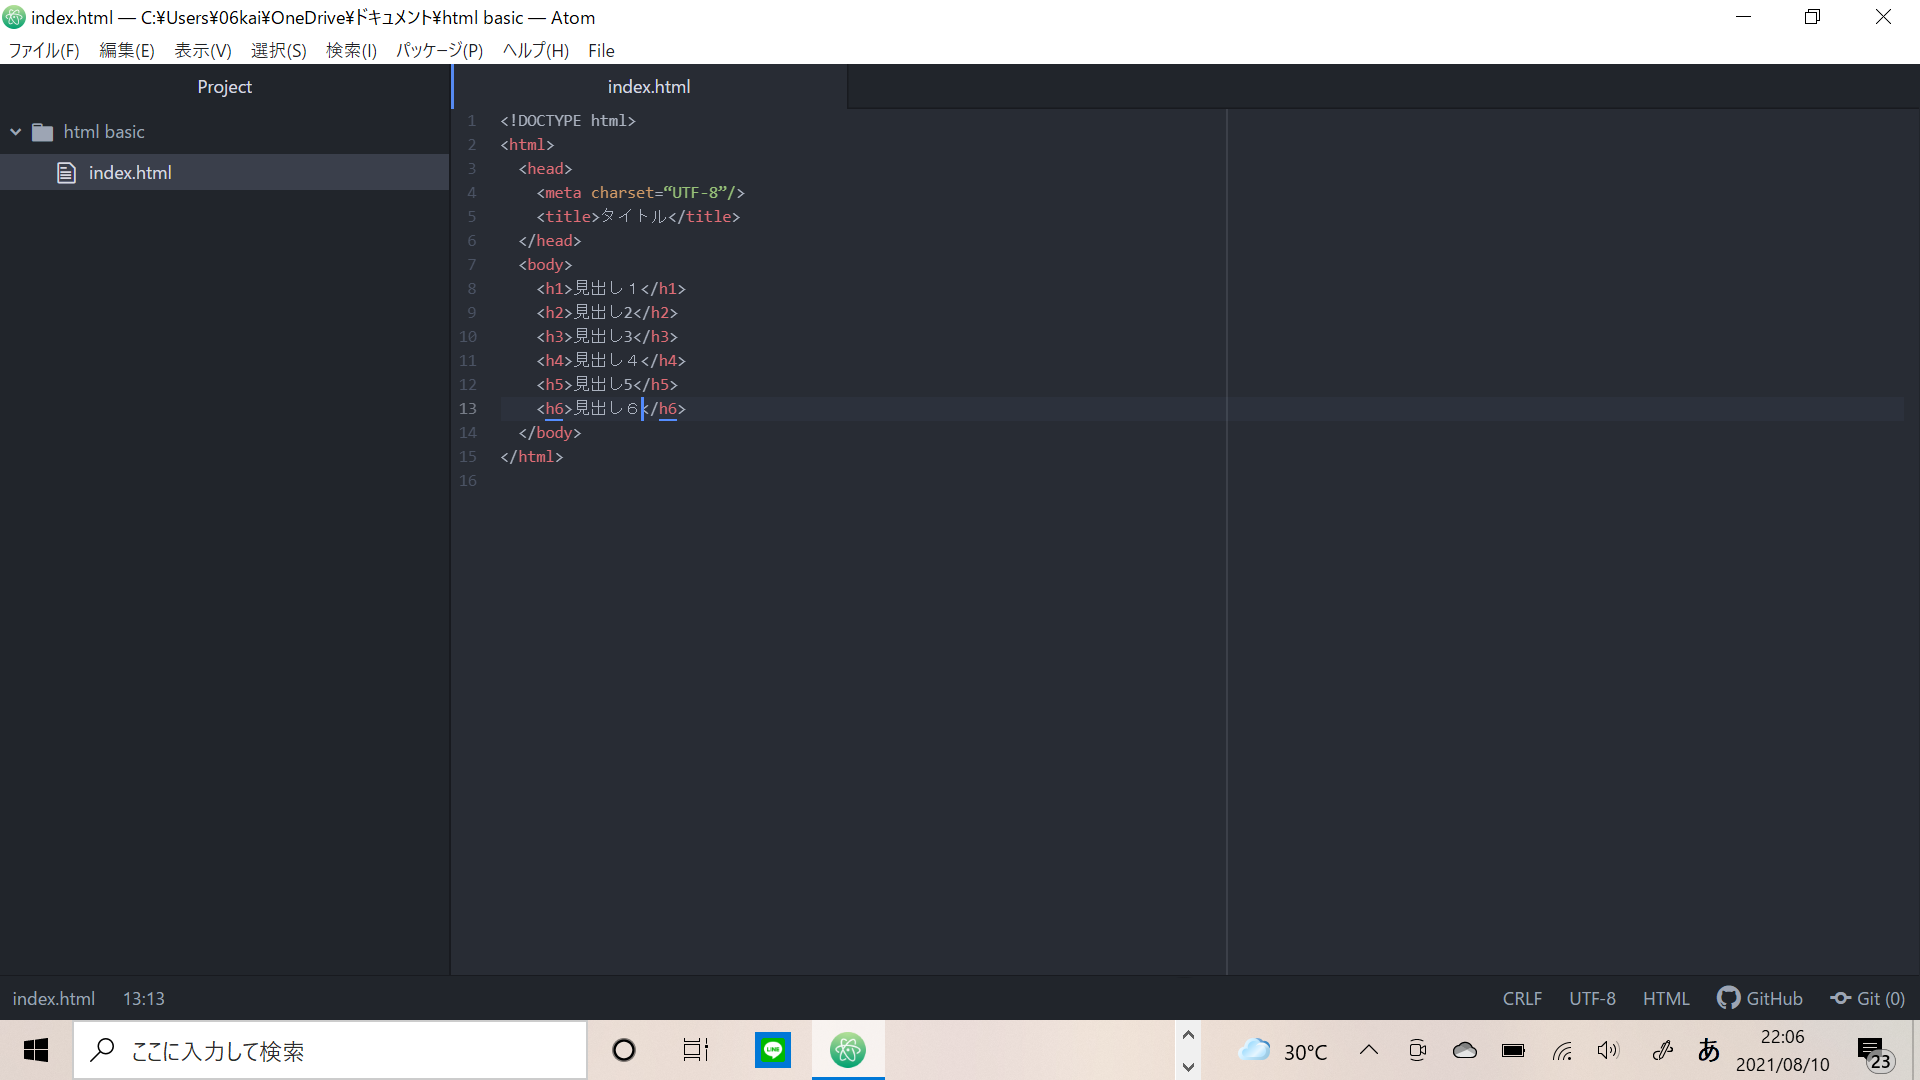 index.html — C:¥Users¥06kai¥OneDrive¥ドキュメント¥html basic — Atom
ファイル(F) 編集(E) 表示(V) 選択(S) 検索(I) パッケージ(P) ヘルプ(H) File
Project
index.html
html basic
index.html
1 <!DOCTYPE html>
2 <html>
3 <head>
4 <meta charset=“UTF-8”/>
5 <title>タイトル</title>
6 </head>
7 <body>
8 <h1>見出し１</h1>
9 <h2>見出し2</h2>
10 <h3>見出し3</h3>
11 <h4>見出し４</h4>
12 <h5>見出し5</h5>
13 <h6>見出し６</h6>
14 </body>
15 </html>
16
index.html 13:13 CRLF UTF-8 HTML GitHub Git (0)
ここに入力して検索
LINE
30°C
あ
22:06
2021/08/10
23